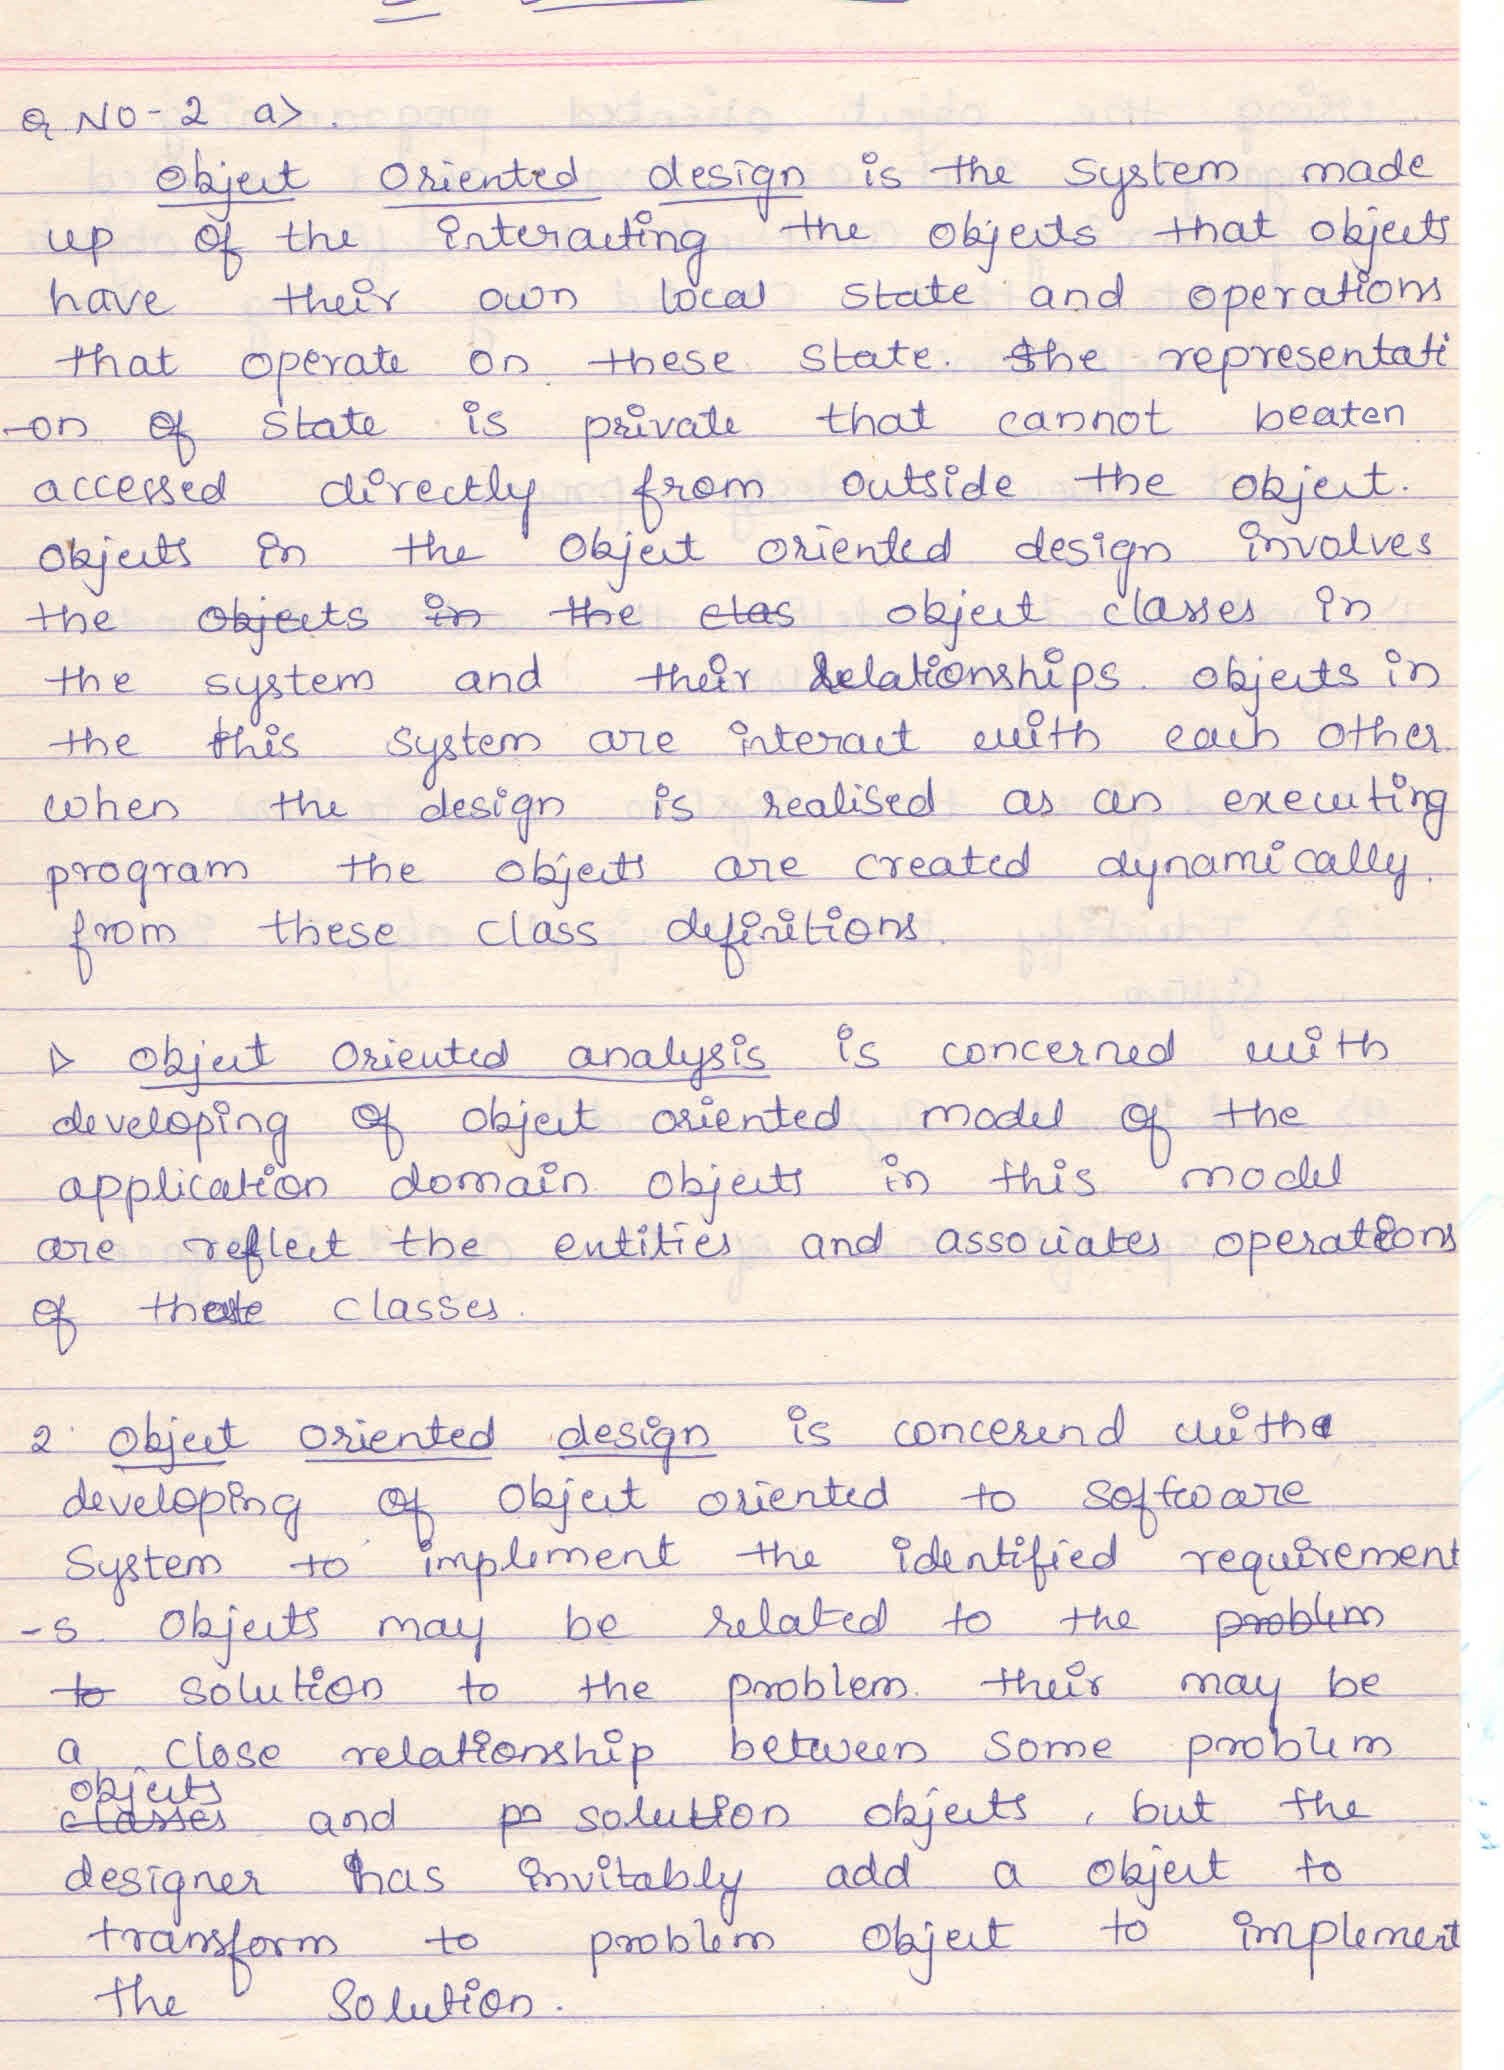 Q NO - 2 a>.
Object Oriented design is the system made
up of the interacting the objects that objects
have their own local state and operations
that operate on these state. The representati
-on of state is private that cannot beaten
accessed directly from outside the object.
Objects in the object oriented design involves
the objects in the clas object classes in
the system and their relationships. objects in
the this system are interact with each other.
when the design is realised as an executing
program the objects are created dynamically.
from these class definitions.
1> Object Oriented analysis is concerned with
developing of object oriented model of the
application domain. objects in this model
are reflect the entities and associates operations
of these classes.
2. Object oriented design is concerend with
developing of object oriented to software
System to implement the identified requirement
-s. Objects may be related to the problem
to solution to the problem. their may be
a close relationship between some problem
objects
classes and po solution objects, but the
designer has invitably add a object to
transform to problem object to implement
the Solution.